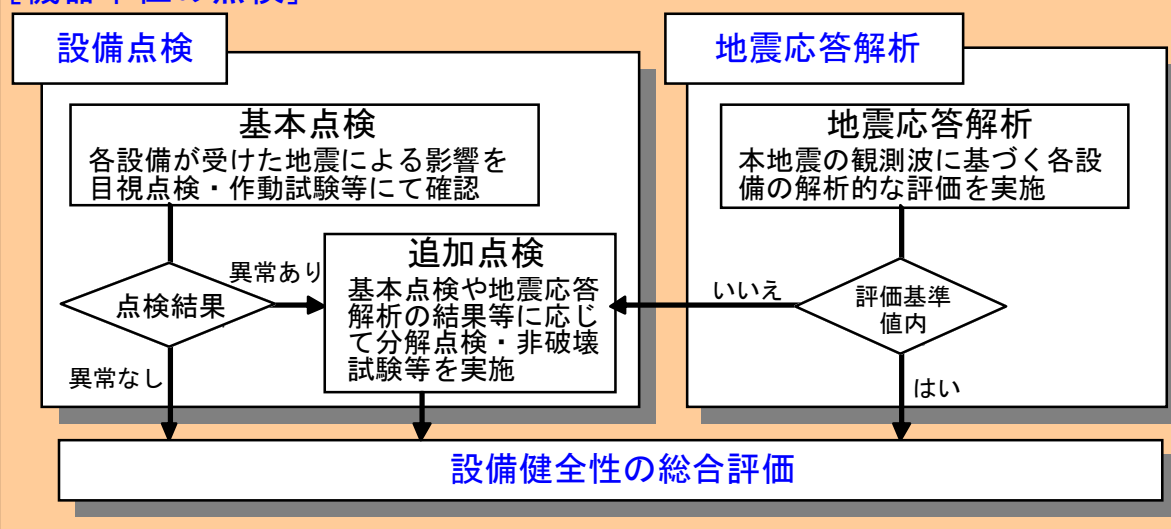 [機器単位の点検]
設備点検
基本点検
各設備が受けた地震による影響を
目視点検・作動試験等にて確認
点検結果
異常あり
異常なし
追加点検
基本点検や地震応答
解析の結果等に応じ
て分解点検・非破壊
試験等を実施
地震応答解析
地震応答解析
本地震の観測波に基づく各設
備の解析的な評価を実施
評価基準
値内
いいえ
はい
設備健全性の総合評価